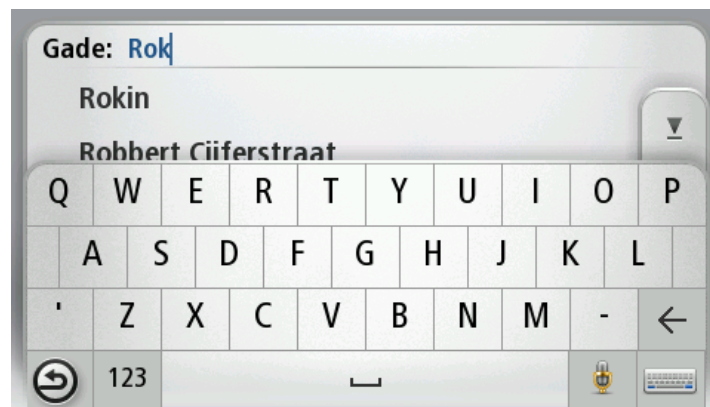 Gade: Rok
Rokin
Robbert Cijferstraat
Q W E R T Y U I O P
A S D F G H J K L
' Z X C V B N M -
123